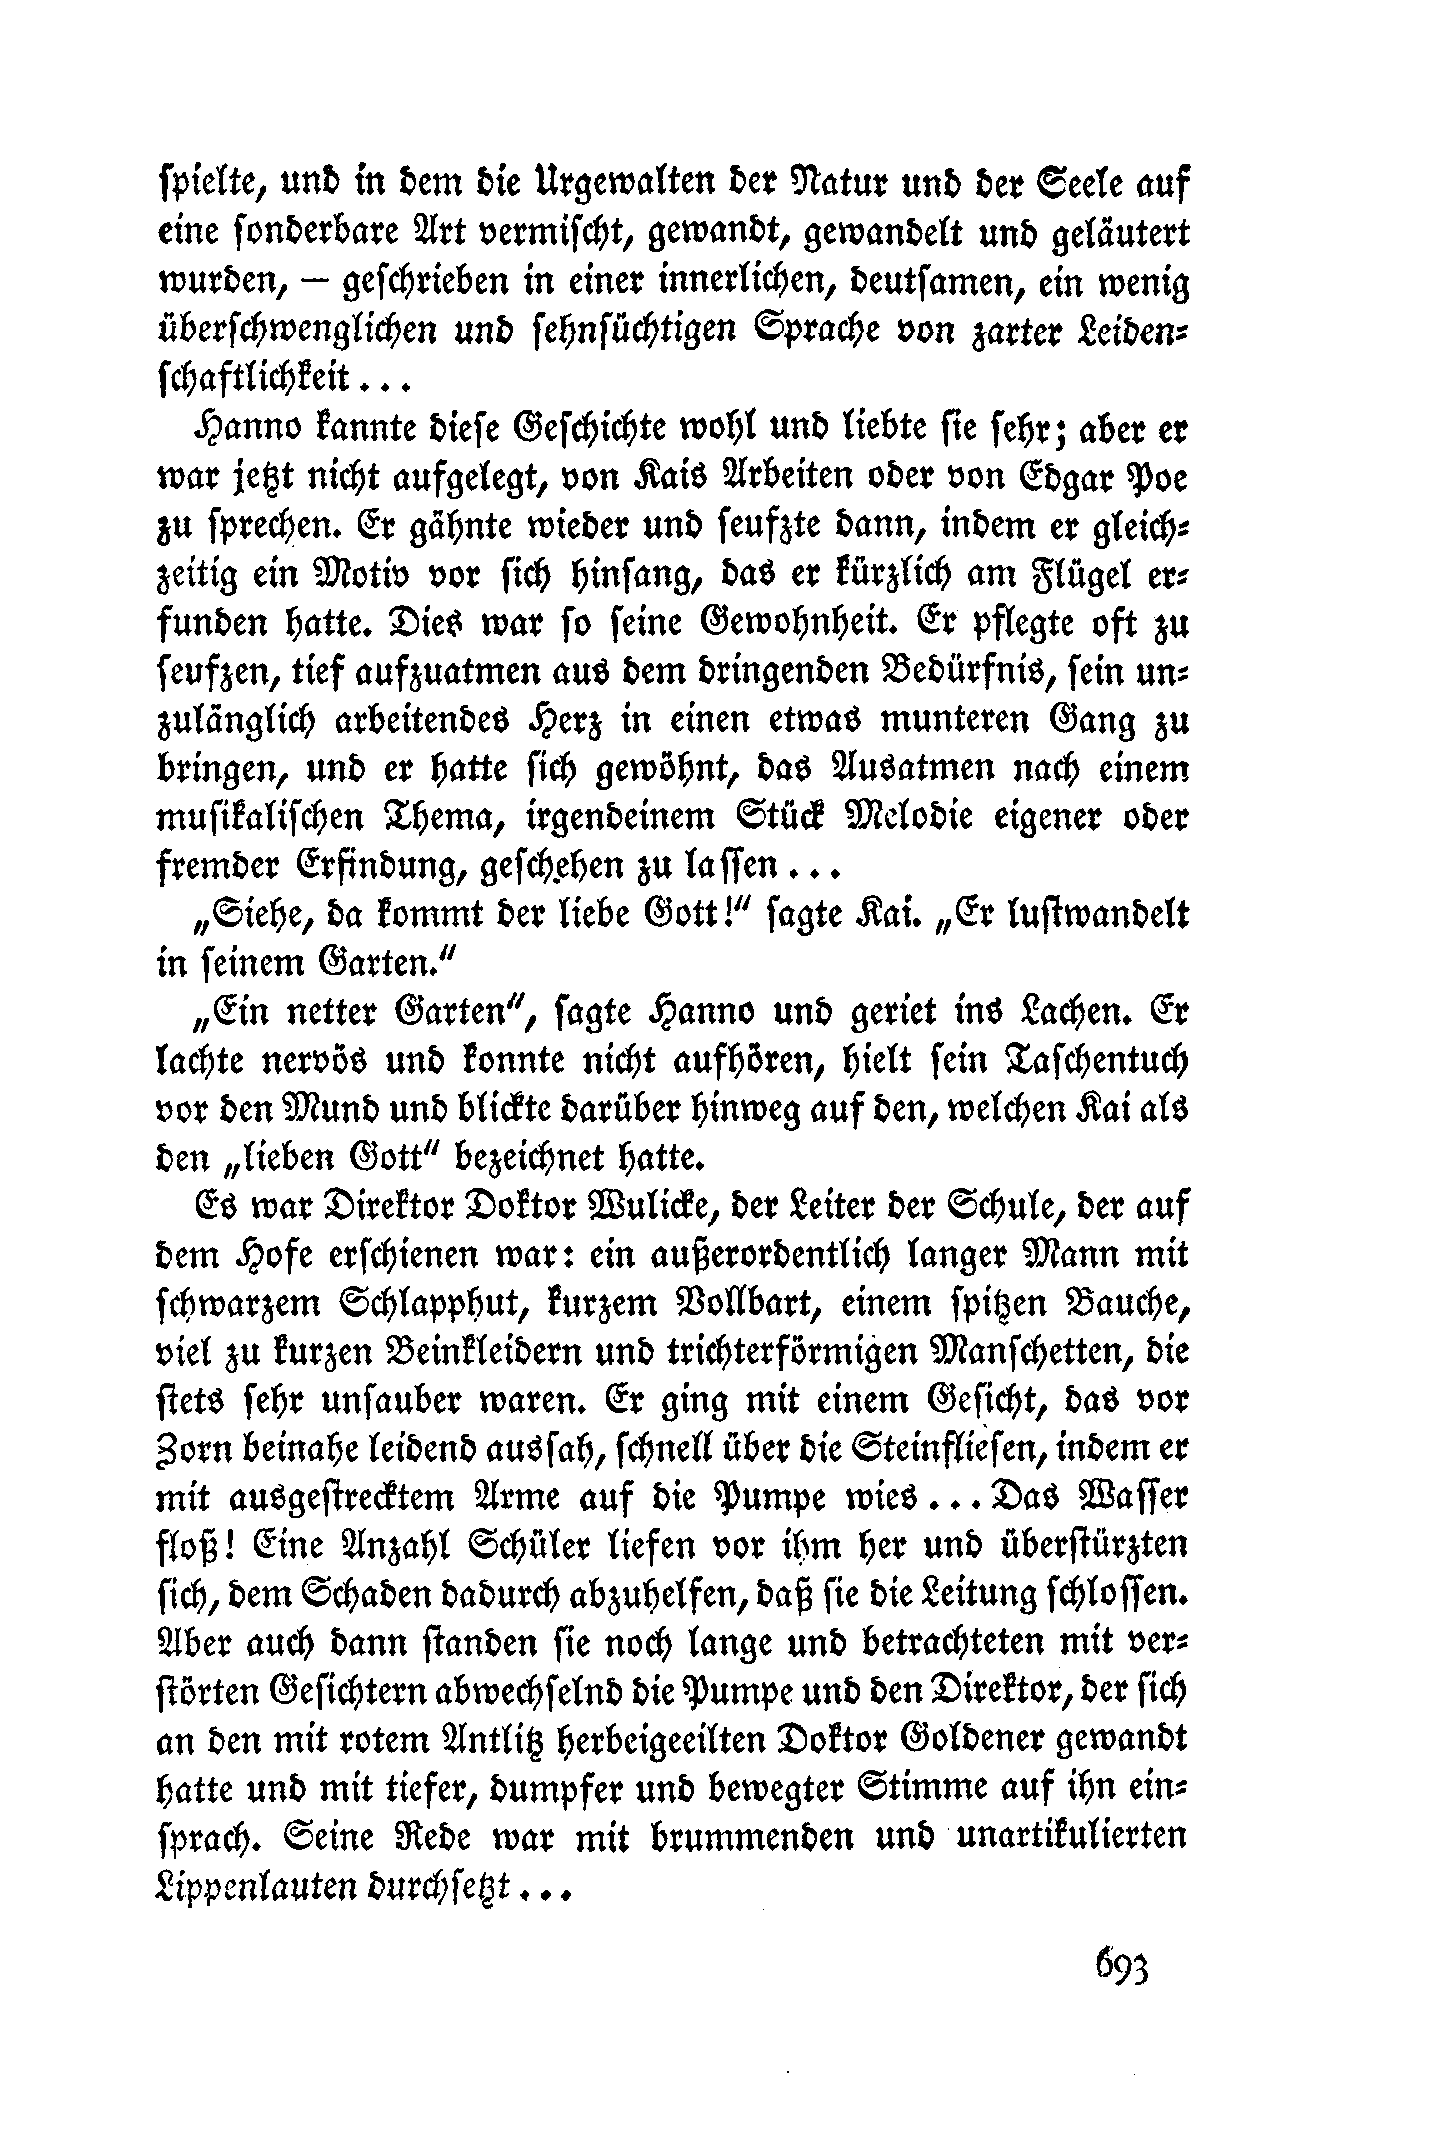 spielte, und in dem die Urgewalten der Natur und der Seele auf
eine sonderbare Art vermischt, gewandt, gewandelt und geläutert
wurden, — geschrieben in einer innerlichen, deutsamen, ein wenig
überschwenglichen und sehnsüchtigen Sprache von zarter Leiden-
schaftlichkeit...
Hanno kannte diese Geschichte wohl und liebte sie sehr; aber er
war jetzt nicht aufgelegt, von Kais Arbeiten oder von Edgar Poe
zu sprechen. Er gähnte wieder und seufzte dann, indem er gleich-
zeitig ein Motiv vor sich hinsang, das er kürzlich am Flügel er-
funden hatte. Dies war so seine Gewohnheit. Er pflegte oft zu
seufzen, tief aufzuatmen aus dem dringenden Bedürfnis, sein un-
zulänglich arbeitendes Herz in einen etwas munteren Gang zu
bringen, und er hatte sich gewöhnt, das Ausatmen nach einem
musikalischen Thema, irgendeinem Stück Melodie eigener oder
fremder Erfindung, geschehen zu lassen...
„Siehe, da kommt der liebe Gott!“ sagte Kai. „Er lustwandelt
in seinem Garten.“
„Ein netter Garten“, sagte Hanno und geriet ins Lachen. Er
lachte nervös und konnte nicht aufhören, hielt sein Taschentuch
vor den Mund und blickte darüber hinweg auf den, welchen Kai als
den „lieben Gott“ bezeichnet hatte.
Es war Direktor Doktor Wulicke, der Leiter der Schule, der auf
dem Hofe erschienen war: ein außerordentlich langer Mann mit
schwarzem Schlapphut, kurzem Vollbart, einem spitzen Bauche,
viel zu kurzen Beinkleidern und trichterförmigen Manschetten, die
stets sehr unsauber waren. Er ging mit einem Gesicht, das vor
Zorn beinahe leidend aussah, schnell über die Steinfliesen, indem er
mit ausgestrecktem Arme auf die Pumpe wies... Das Wasser
floß! Eine Anzahl Schüler liefen vor ihm her und überstürzten
sich, dem Schaden dadurch abzuhelfen, daß sie die Leitung schlossen.
Aber auch dann standen sie noch lange und betrachteten mit ver-
störten Gesichtern abwechselnd die Pumpe und den Direktor, der sich
an den mit rotem Antlitz herbeigeeilten Doktor Goldener gewandt
hatte und mit tiefer, dumpfer und bewegter Stimme auf ihn ein-
sprach. Seine Rede war mit brummenden und unartikulierten
Lippenlauten durchsetzt...
693